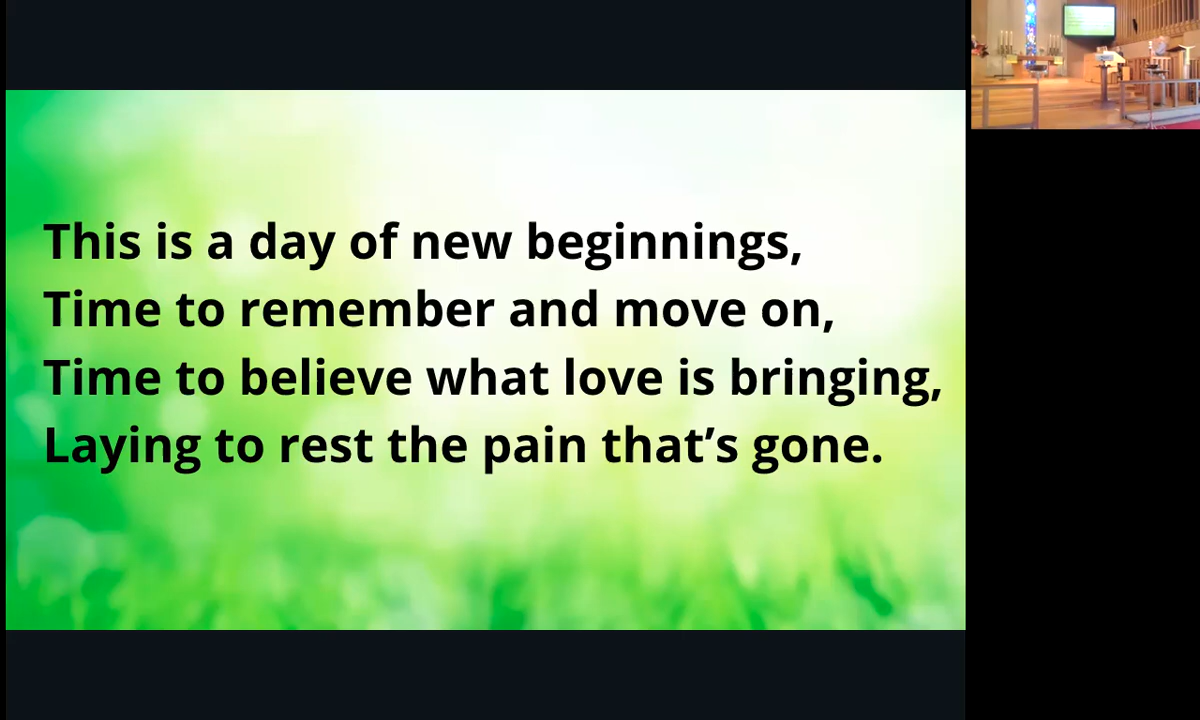 This is a day of new beginnings,
Time to remember and move on,
Time to believe what love is bringing,
Laying to rest the pain that’s gone.